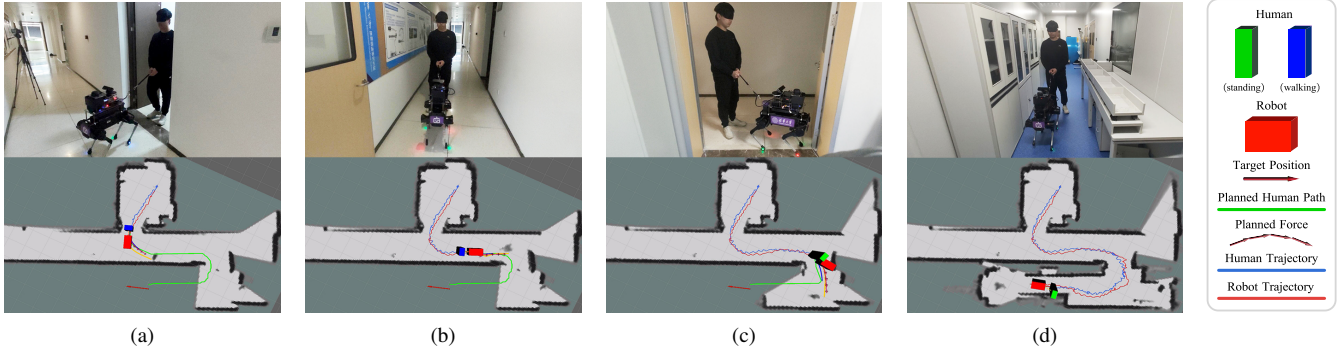 Human
(standing) (walking)
Robot
Target Position
Planned Human Path
Planned Force
Human Trajectory
Robot Trajectory
(a) (b) (c) (d)